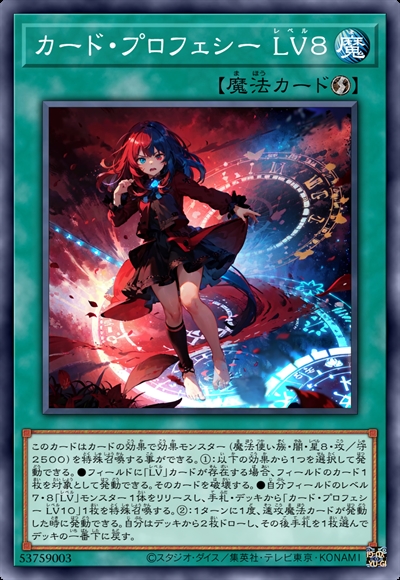 カード・プロフェシー LV8 魔
【魔法カード】
このカードはカードの効果で効果モンスター(魔法使い族・闇・星8・攻/守
2500)を特殊召喚する事ができる。①:以下の効果から1つを選択して発
動できる。●フィールドに「LV」カードが存在する場合、フィールドのカード1
枚を対象として発動できる。そのカードを破壊する。●自分フィールドのレベル
7・8「LV」モンスター1体をリリースし、手札・デッキから「カード・プロフェシ
ー LV10」1枚を特殊召喚する。②:1ターンに1度、速攻魔法カードが発動
した時に発動できる。自分はデッキから2枚ドローし、その後手札を1枚選んで
デッキの一番下に戻す。
53759003
©スタジオ・ダイス/集英社・テレビ東京・KONAMI